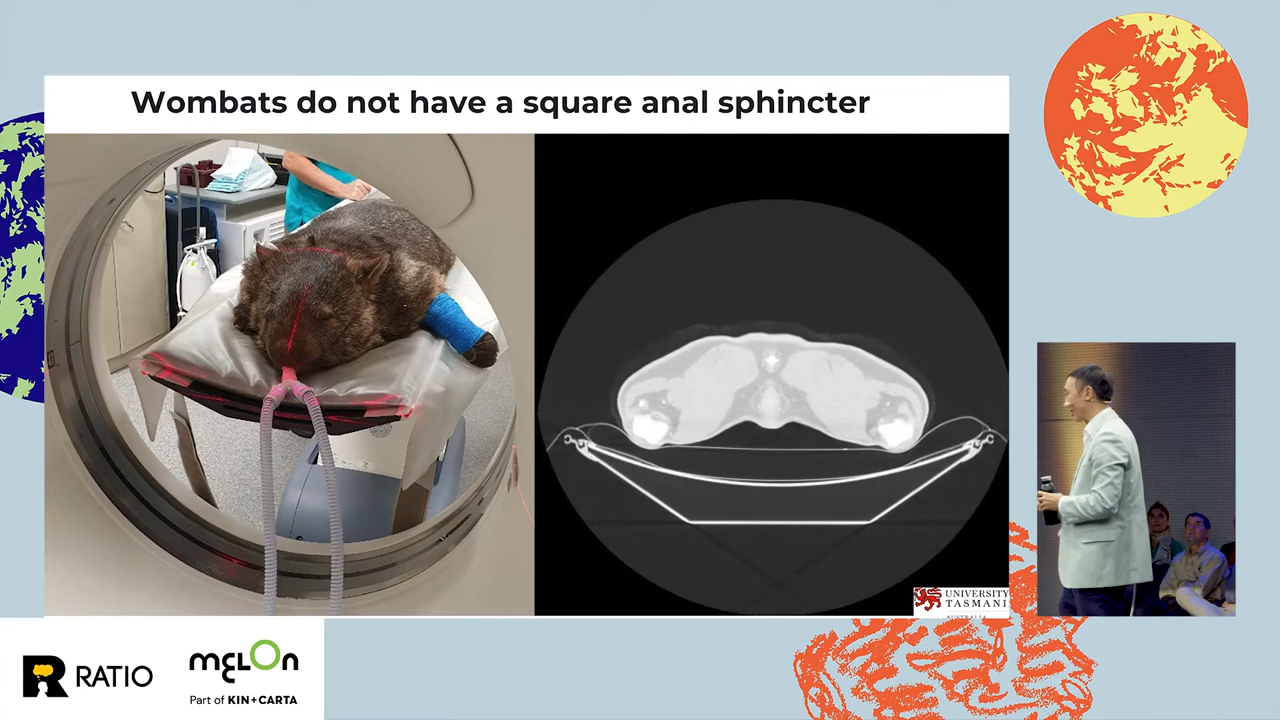 Wombats do not have a square anal sphincter
UNIVERSITY
TASMANI
RATIO
melon
Part of KIN+CARTA